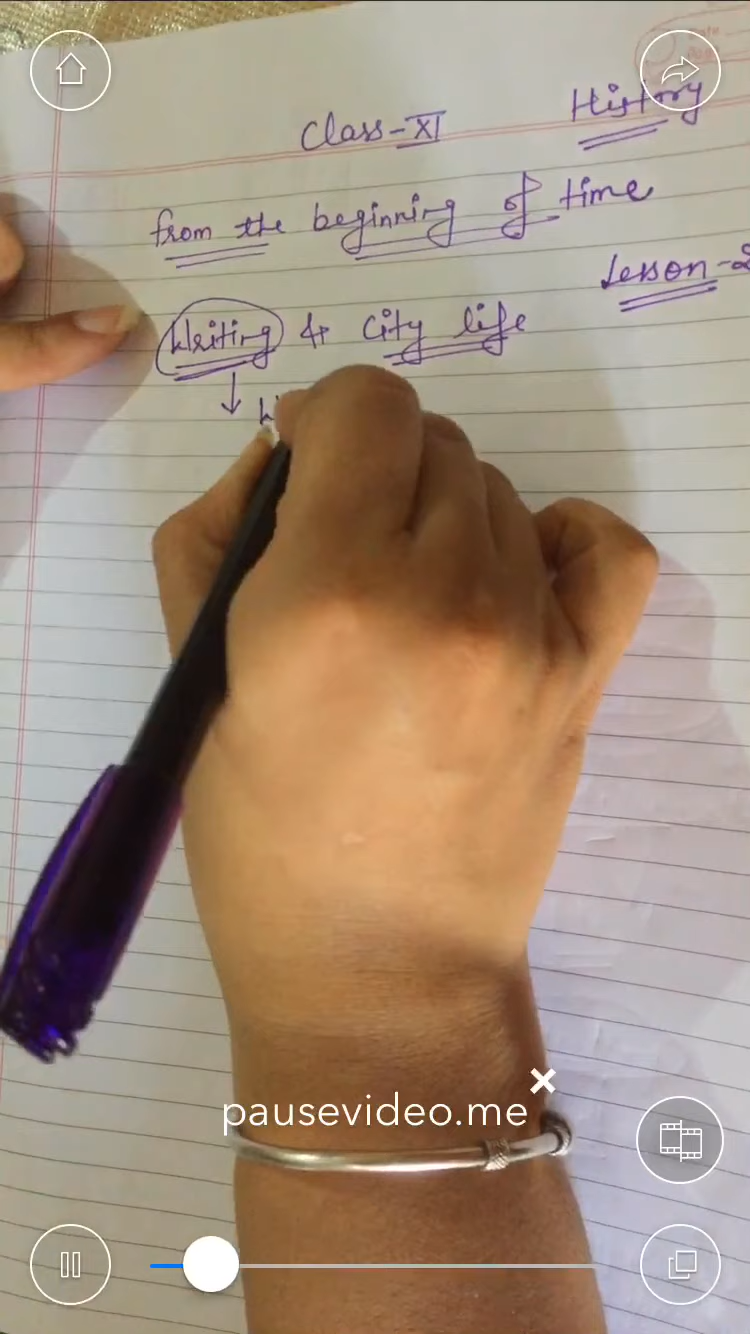 Class-XI
History
from the beginning of time
Lesson-2
Writing & City life
pausevideo.me